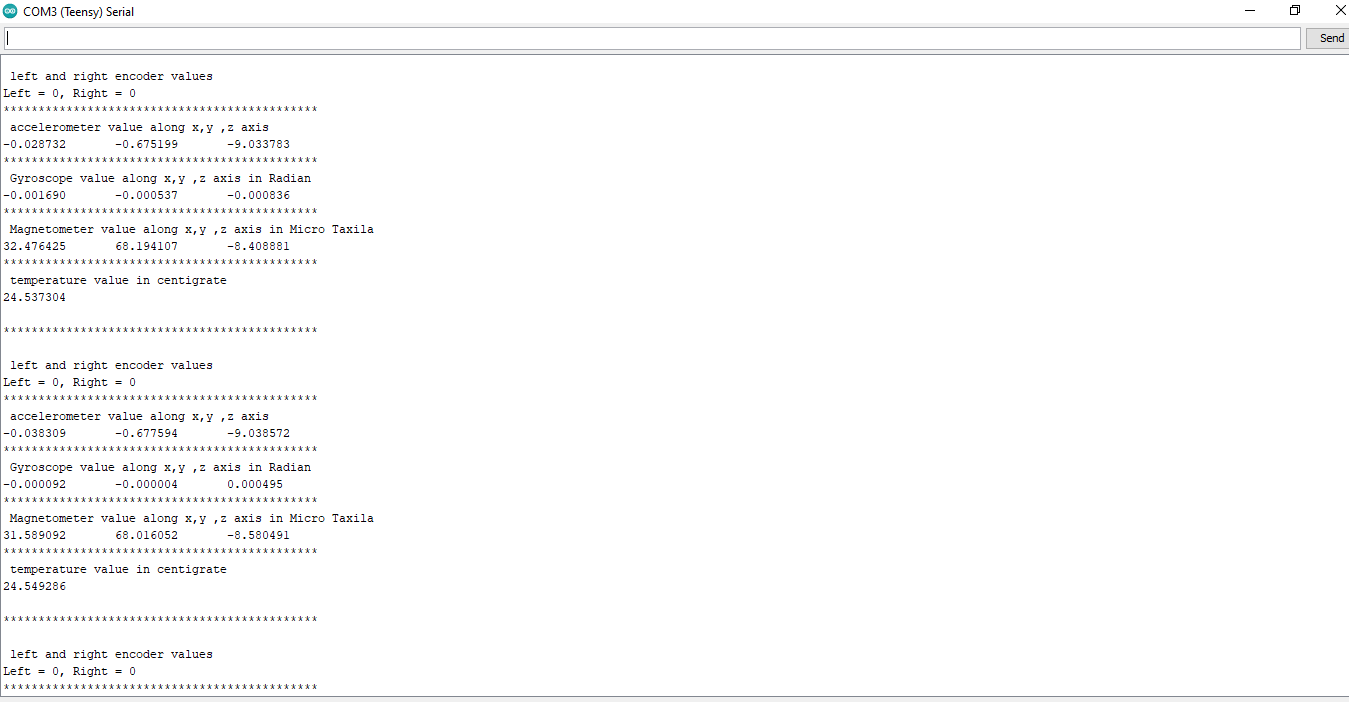 COM3 (Teensy) Serial
Send
left and right encoder values
Left = 0, Right = 0
*********************************************
accelerometer value along x,y ,z axis
-0.028732 -0.675199 -9.033783
*********************************************
Gyroscope value along x,y ,z axis in Radian
-0.001690 -0.000537 -0.000836
*********************************************
Magnetometer value along x,y ,z axis in Micro Taxila
32.476425 68.194107 -8.408881
*********************************************
temperature value in centigrate
24.537304
*********************************************
left and right encoder values
Left = 0, Right = 0
*********************************************
accelerometer value along x,y ,z axis
-0.038309 -0.677594 -9.038572
*********************************************
Gyroscope value along x,y ,z axis in Radian
-0.000092 -0.000004 0.000495
*********************************************
Magnetometer value along x,y ,z axis in Micro Taxila
31.589092 68.016052 -8.580491
*********************************************
temperature value in centigrate
24.549286
*********************************************
left and right encoder values
Left = 0, Right = 0
*********************************************